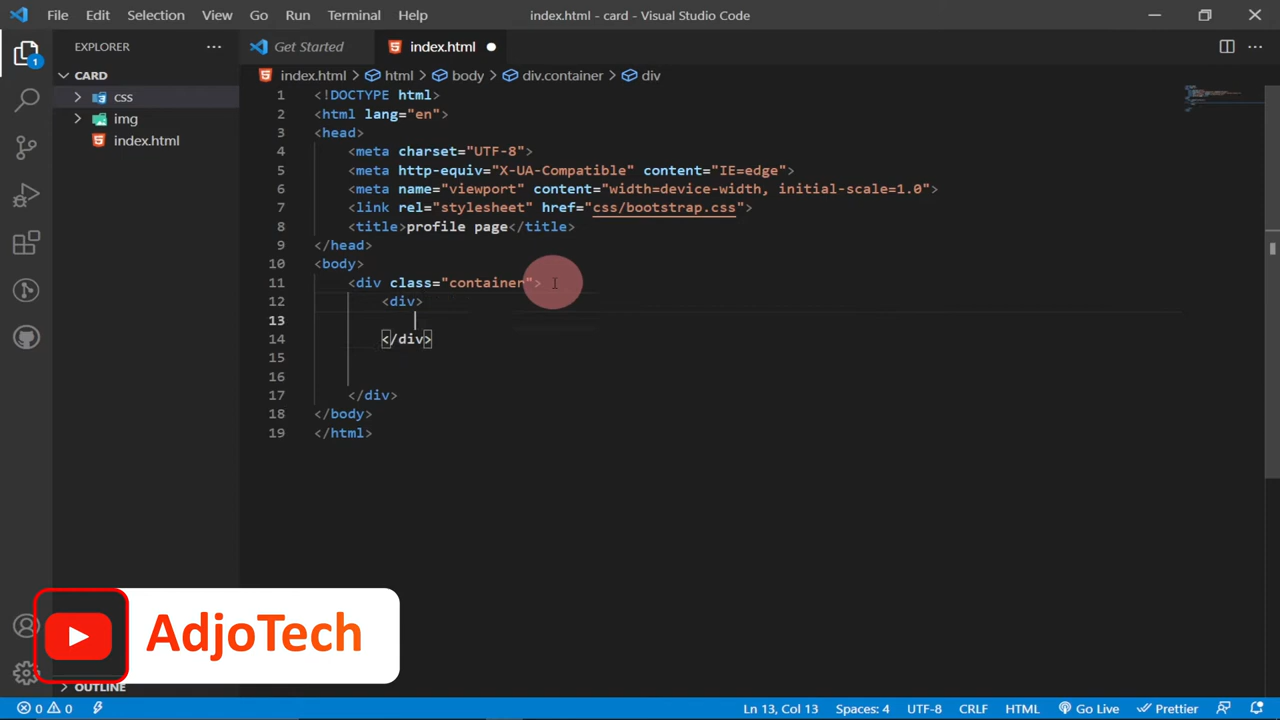 File Edit Selection View Go Run Terminal Help
index.html - card - Visual Studio Code
EXPLORER
Get Started
index.html
CARD
css
img
index.html
index.html > html > body > div.container > div
1 <!DOCTYPE html>
2 <html lang="en">
3 <head>
4 <meta charset="UTF-8">
5 <meta http-equiv="X-UA-Compatible" content="IE=edge">
6 <meta name="viewport" content="width=device-width, initial-scale=1.0">
7 <link rel="stylesheet" href="css/bootstrap.css">
8 <title>profile page</title>
9 </head>
10 <body>
11 <div class="container">
12 <div>
13
14 </div>
15
16
17 </div>
18 </body>
19 </html>
1
AdjoTech
OUTLINE
0 0
Ln 13, Col 13 Spaces: 4 UTF-8 CRLF HTML Go Live Prettier